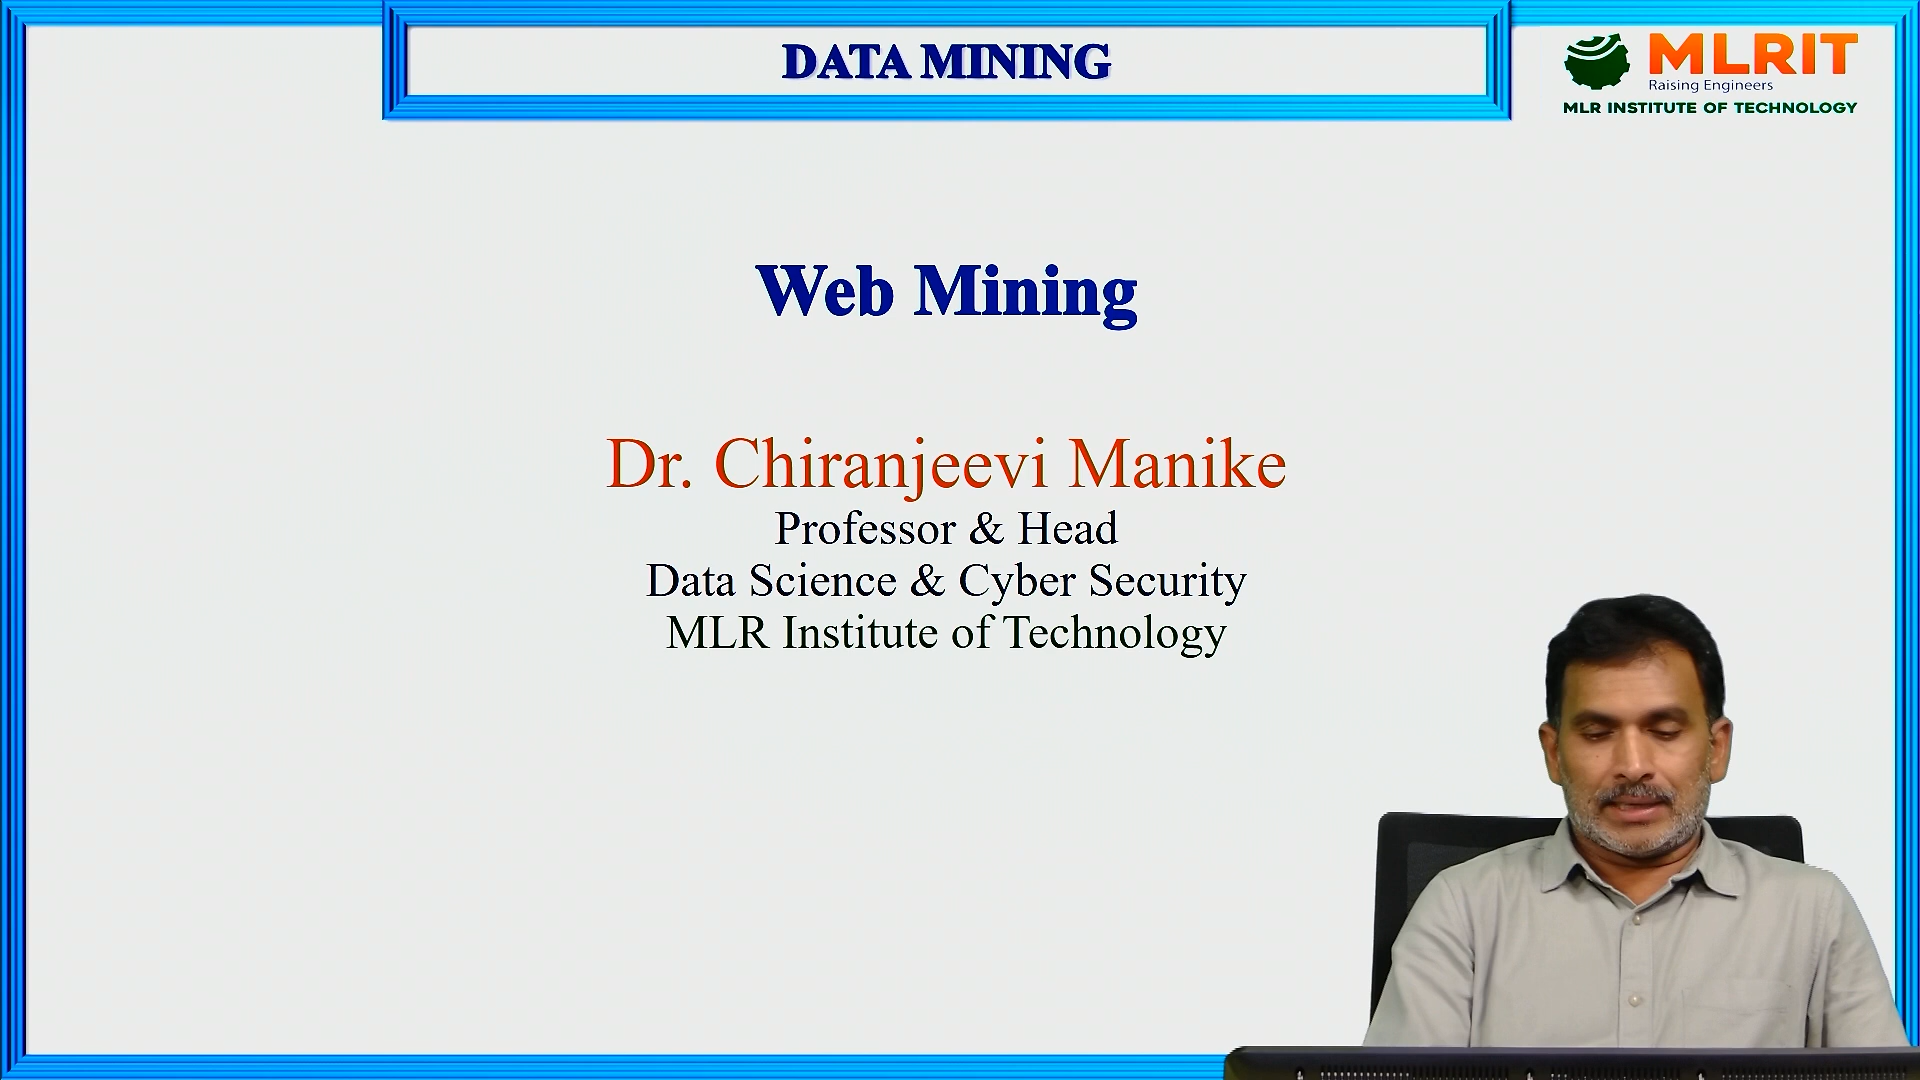 DATA MINING
MLRIT
Raising Engineers
MLR INSTITUTE OF TECHNOLOGY
Web Mining
Dr. Chiranjeevi Manike
Professor & Head
Data Science & Cyber Security
MLR Institute of Technology